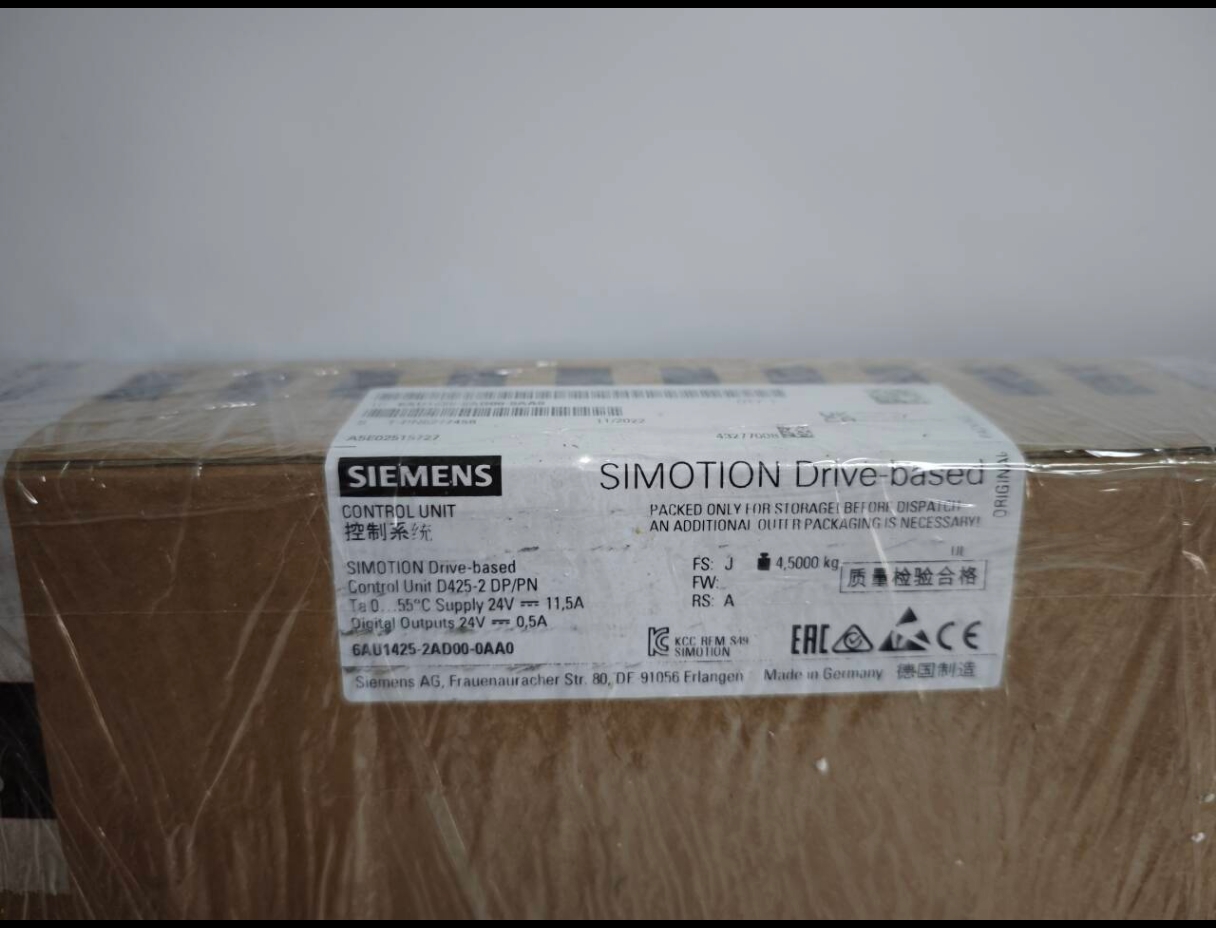 11/2022
A5E02515727
ORIGINAL
SIEMENS
SIMOTION Drive-based
CONTROL UNIT
控制系统
PACKED ONLY FOR STORAGE! BEFORE DISPATCH
AN ADDITIONAL OUTER PACKAGING IS NECESSARY!
SIMOTION Drive-based
Control Unit D425-2 DP/PN
Ta 0...55°C Supply 24V ⎓ 11,5A
Digital Outputs 24V ⎓ 0,5A
6AU1425-2AD00-0AA0
FS: J 4,5000 kg
FW:
RS: A
质量检验合格
KCC REM S49
SIMOTION
EAC CE
Siemens AG, Frauenauracher Str. 80, DE 91056 Erlangen Made in Germany 德国制造